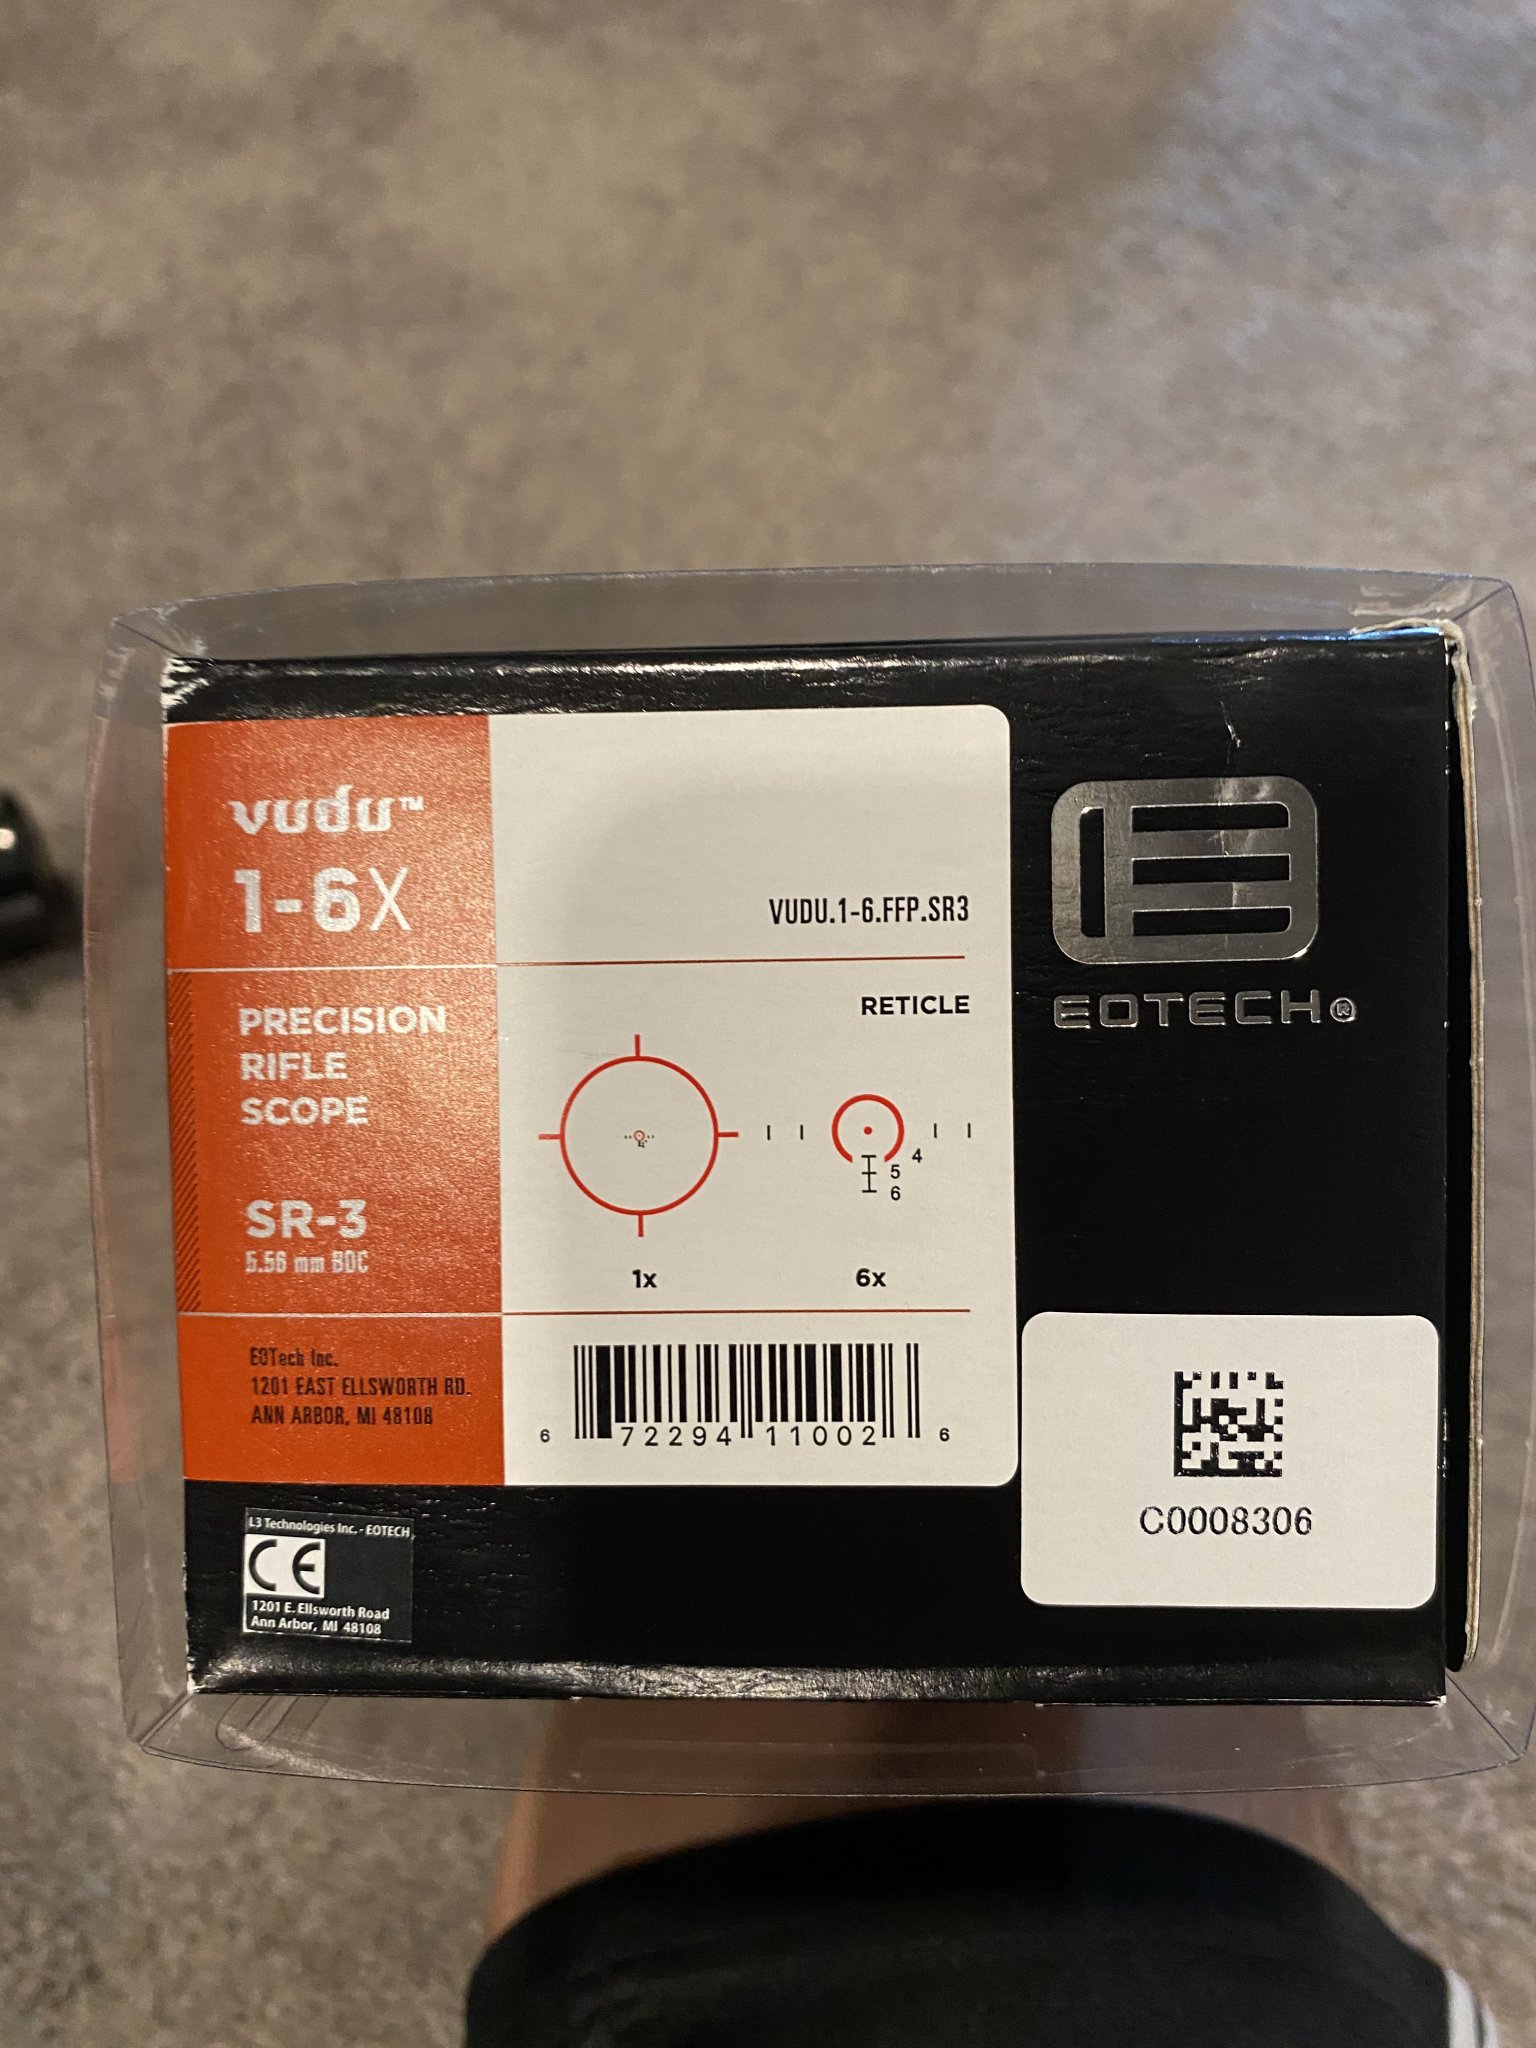 vudu™
1-6X
PRECISION
RIFLE
SCOPE
SR-3
5.56 mm BDC
EOTech Inc.
1201 EAST ELLSWORTH RD.
ANN ARBOR, MI 48108
VUDU.1-6.FFP.SR3
RETICLE
4
5
6
1x
6x
6 72294 11002 6
EOTECH®
C0008306
L3 Technologies Inc. - EOTECH
CE
1201 E. Ellsworth Road
Ann Arbor, MI 48108